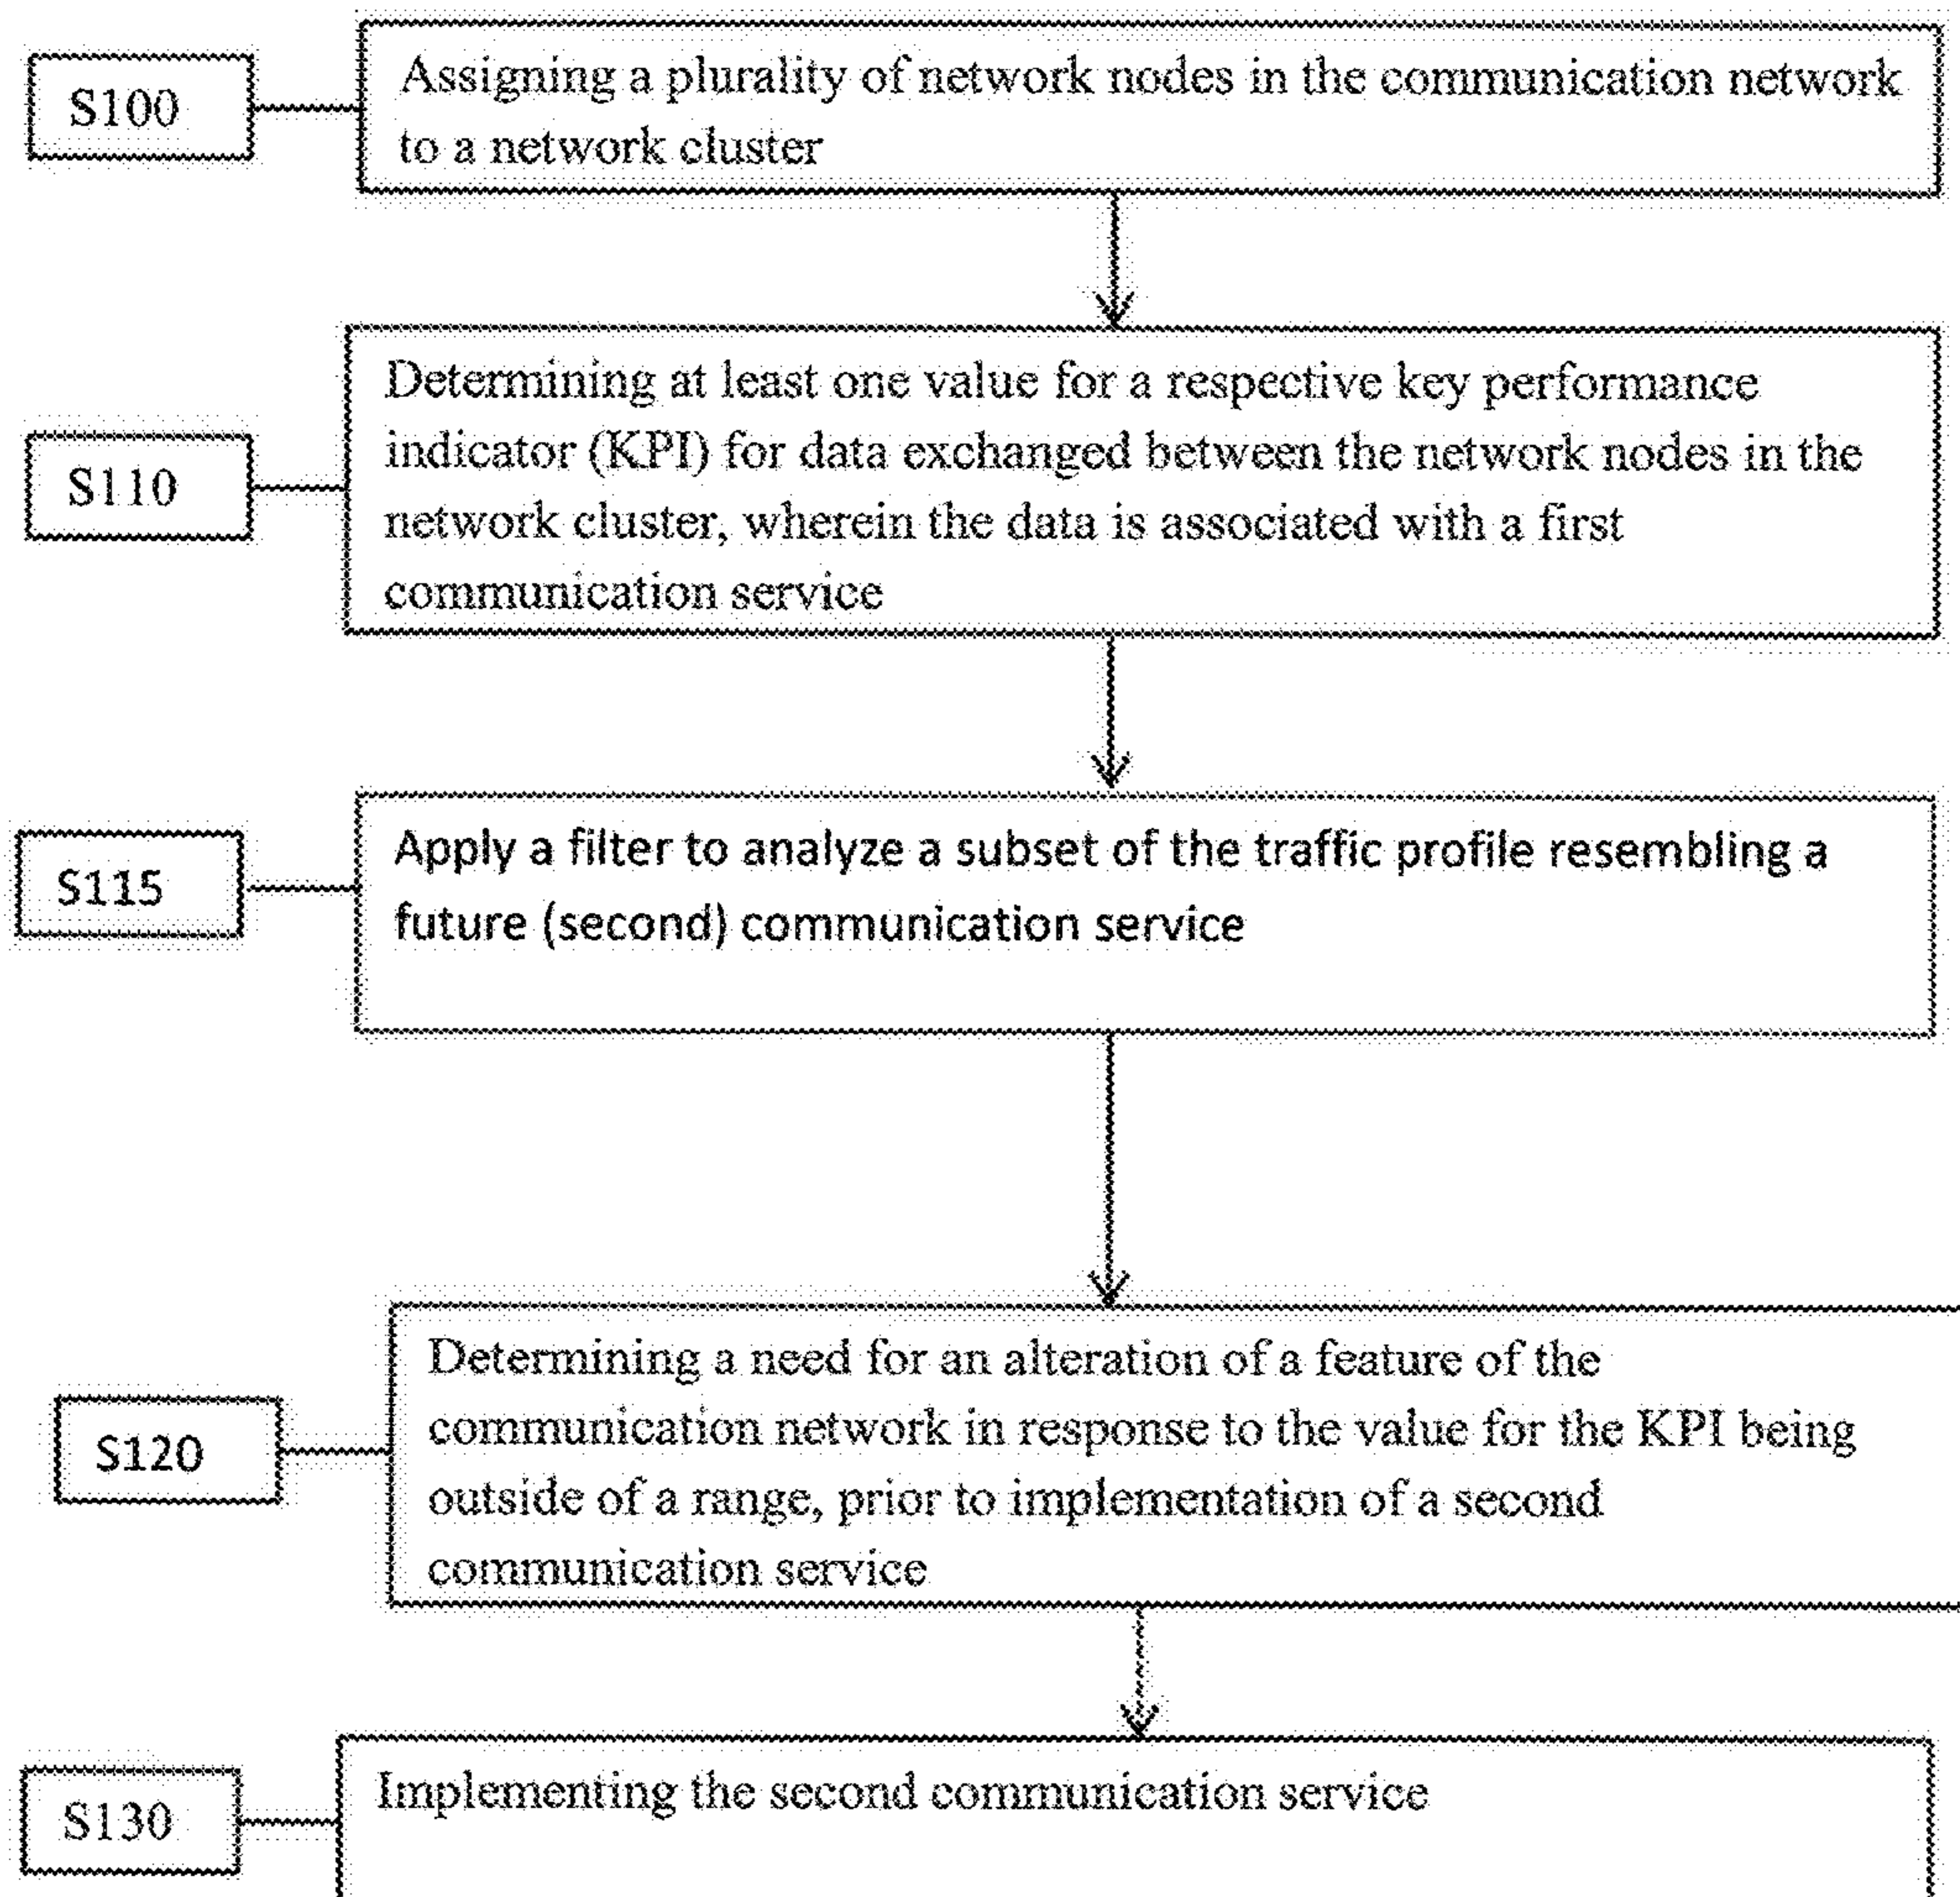 S100
Assigning a plurality of network nodes in the communication network
to a network cluster
S110
Determining at least one value for a respective key performance
indicator (KPI) for data exchanged between the network nodes in the
network cluster, wherein the data is associated with a first
communication service
S115
Apply a filter to analyze a subset of the traffic profile resembling a
future (second) communication service
S120
Determining a need for an alteration of a feature of the
communication network in response to the value for the KPI being
outside of a range, prior to implementation of a second
communication service
S130
Implementing the second communication service